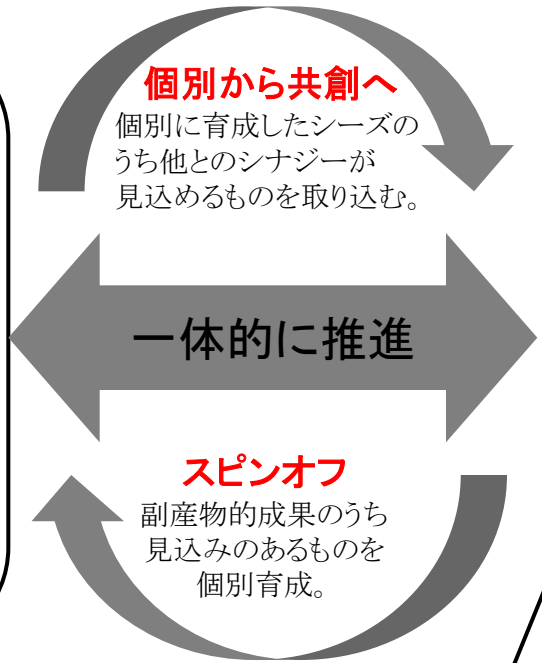 個別から共創へ
個別に育成したシーズの
うち他とのシナジーが
見込めるものを取り込む。
一体的に推進
スピンオフ
副産物的成果のうち
見込みのあるものを
個別育成。